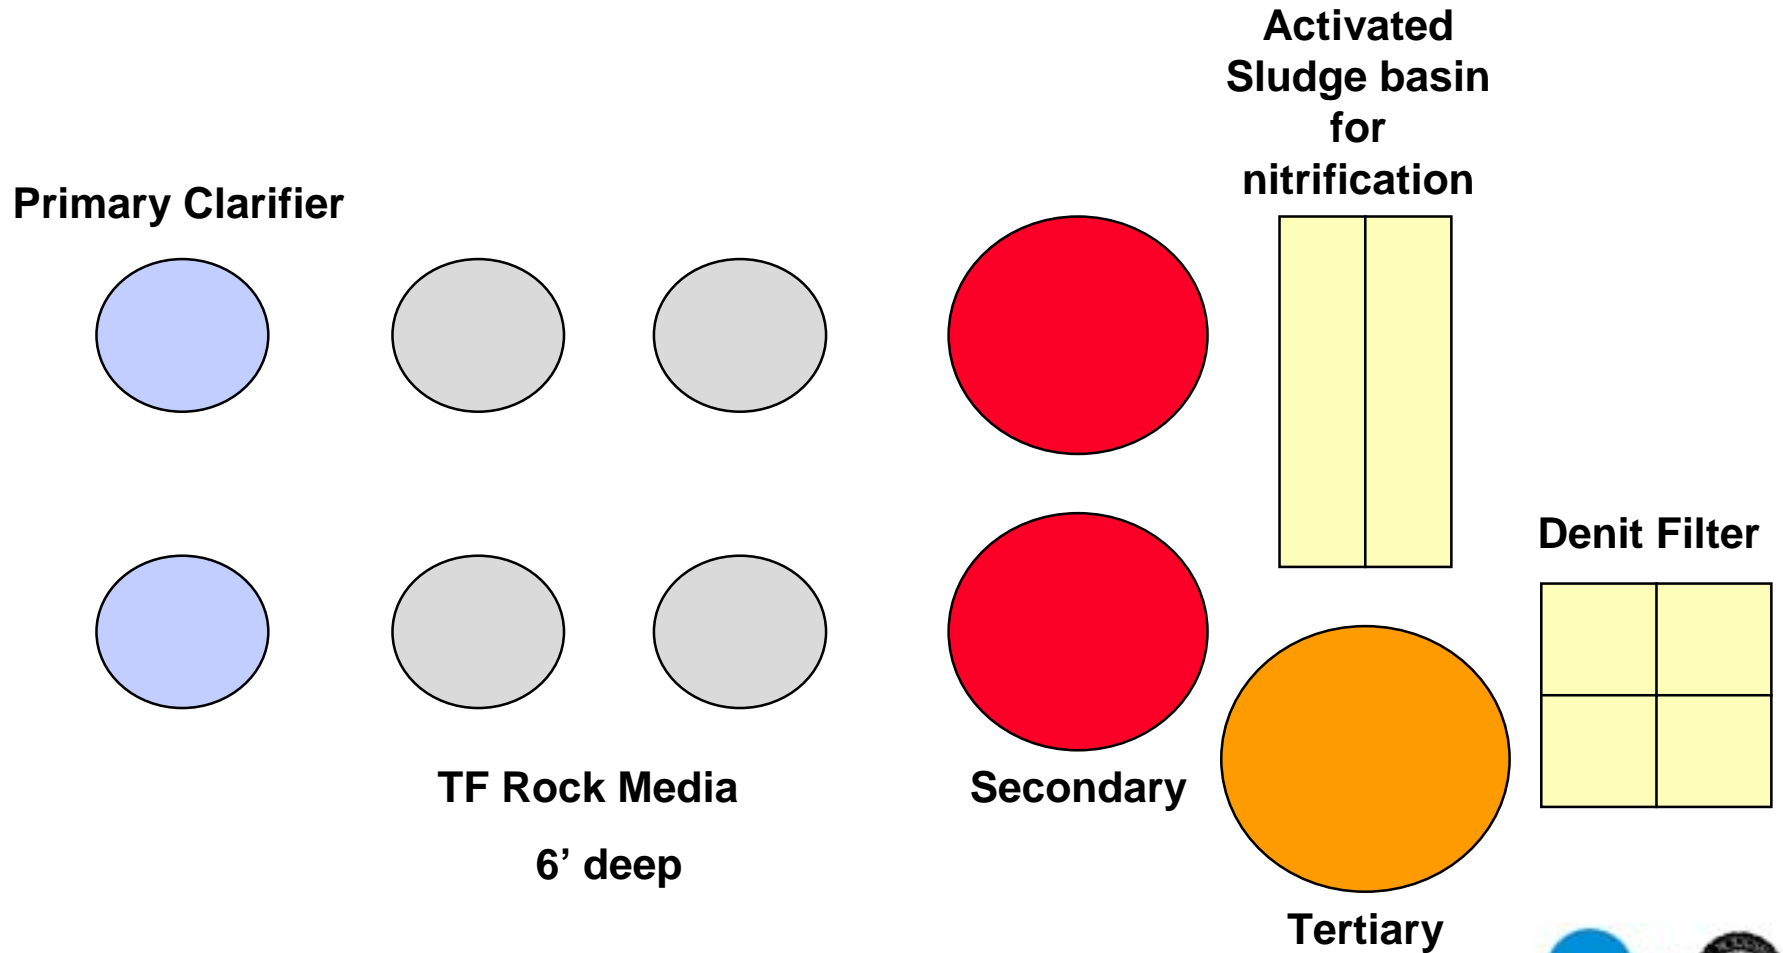 Activated
Sludge basin
for
nitrification
Primary Clarifier
Denit Filter
TF Rock Media
6’ deep
Secondary
Tertiary